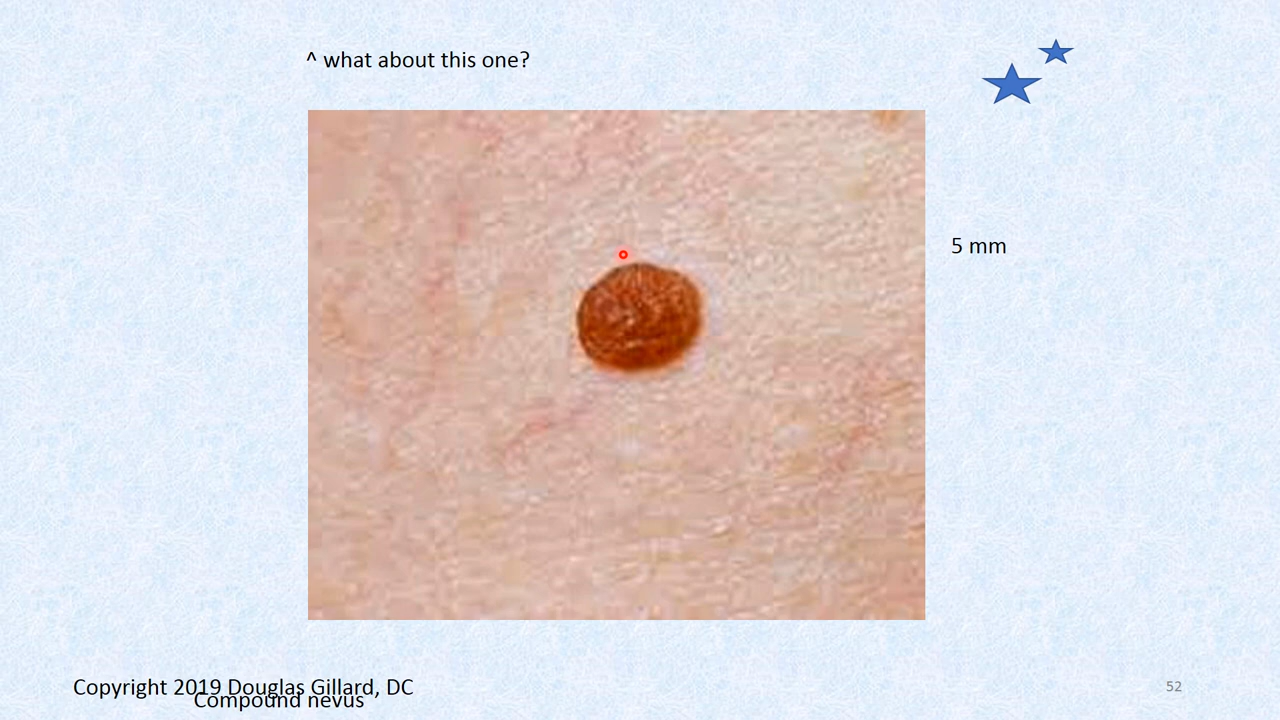 ^ what about this one?
5 mm
Copyright 2019 Douglas Gillard, DC
Compound nevus
52